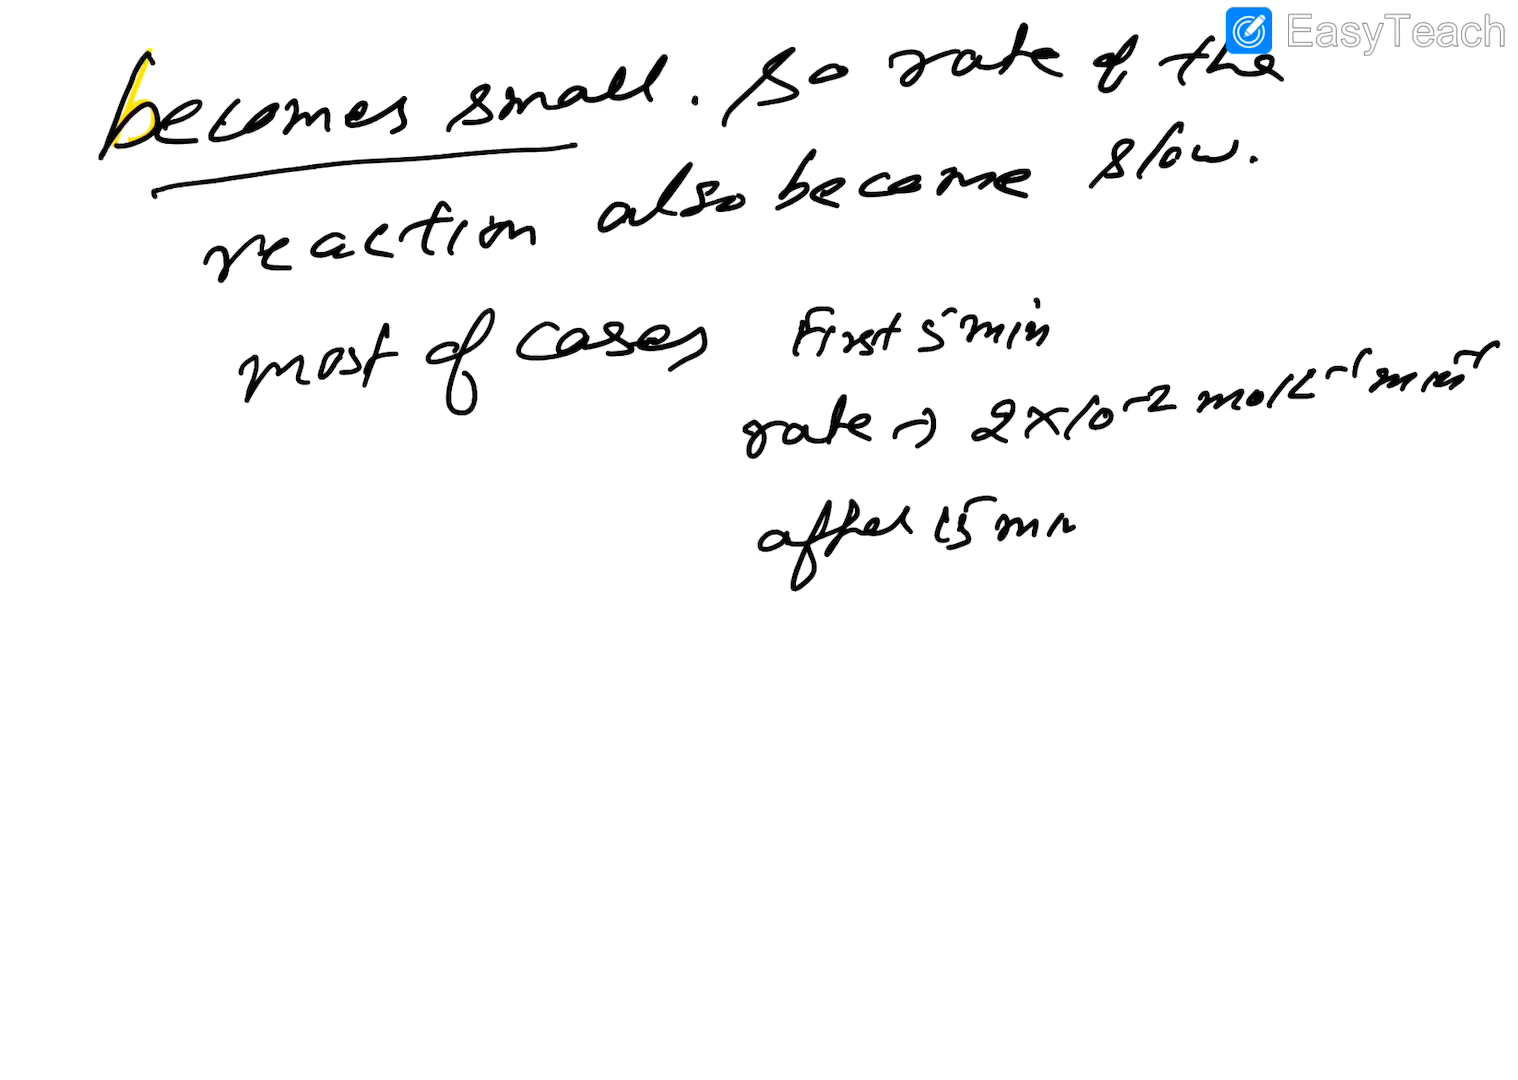 EasyTeach
becomes small. So rate of the
reaction also become slow.
most of cases First 5 min
rate → 2×10⁻² mol L⁻¹ min⁻¹
after 15 min